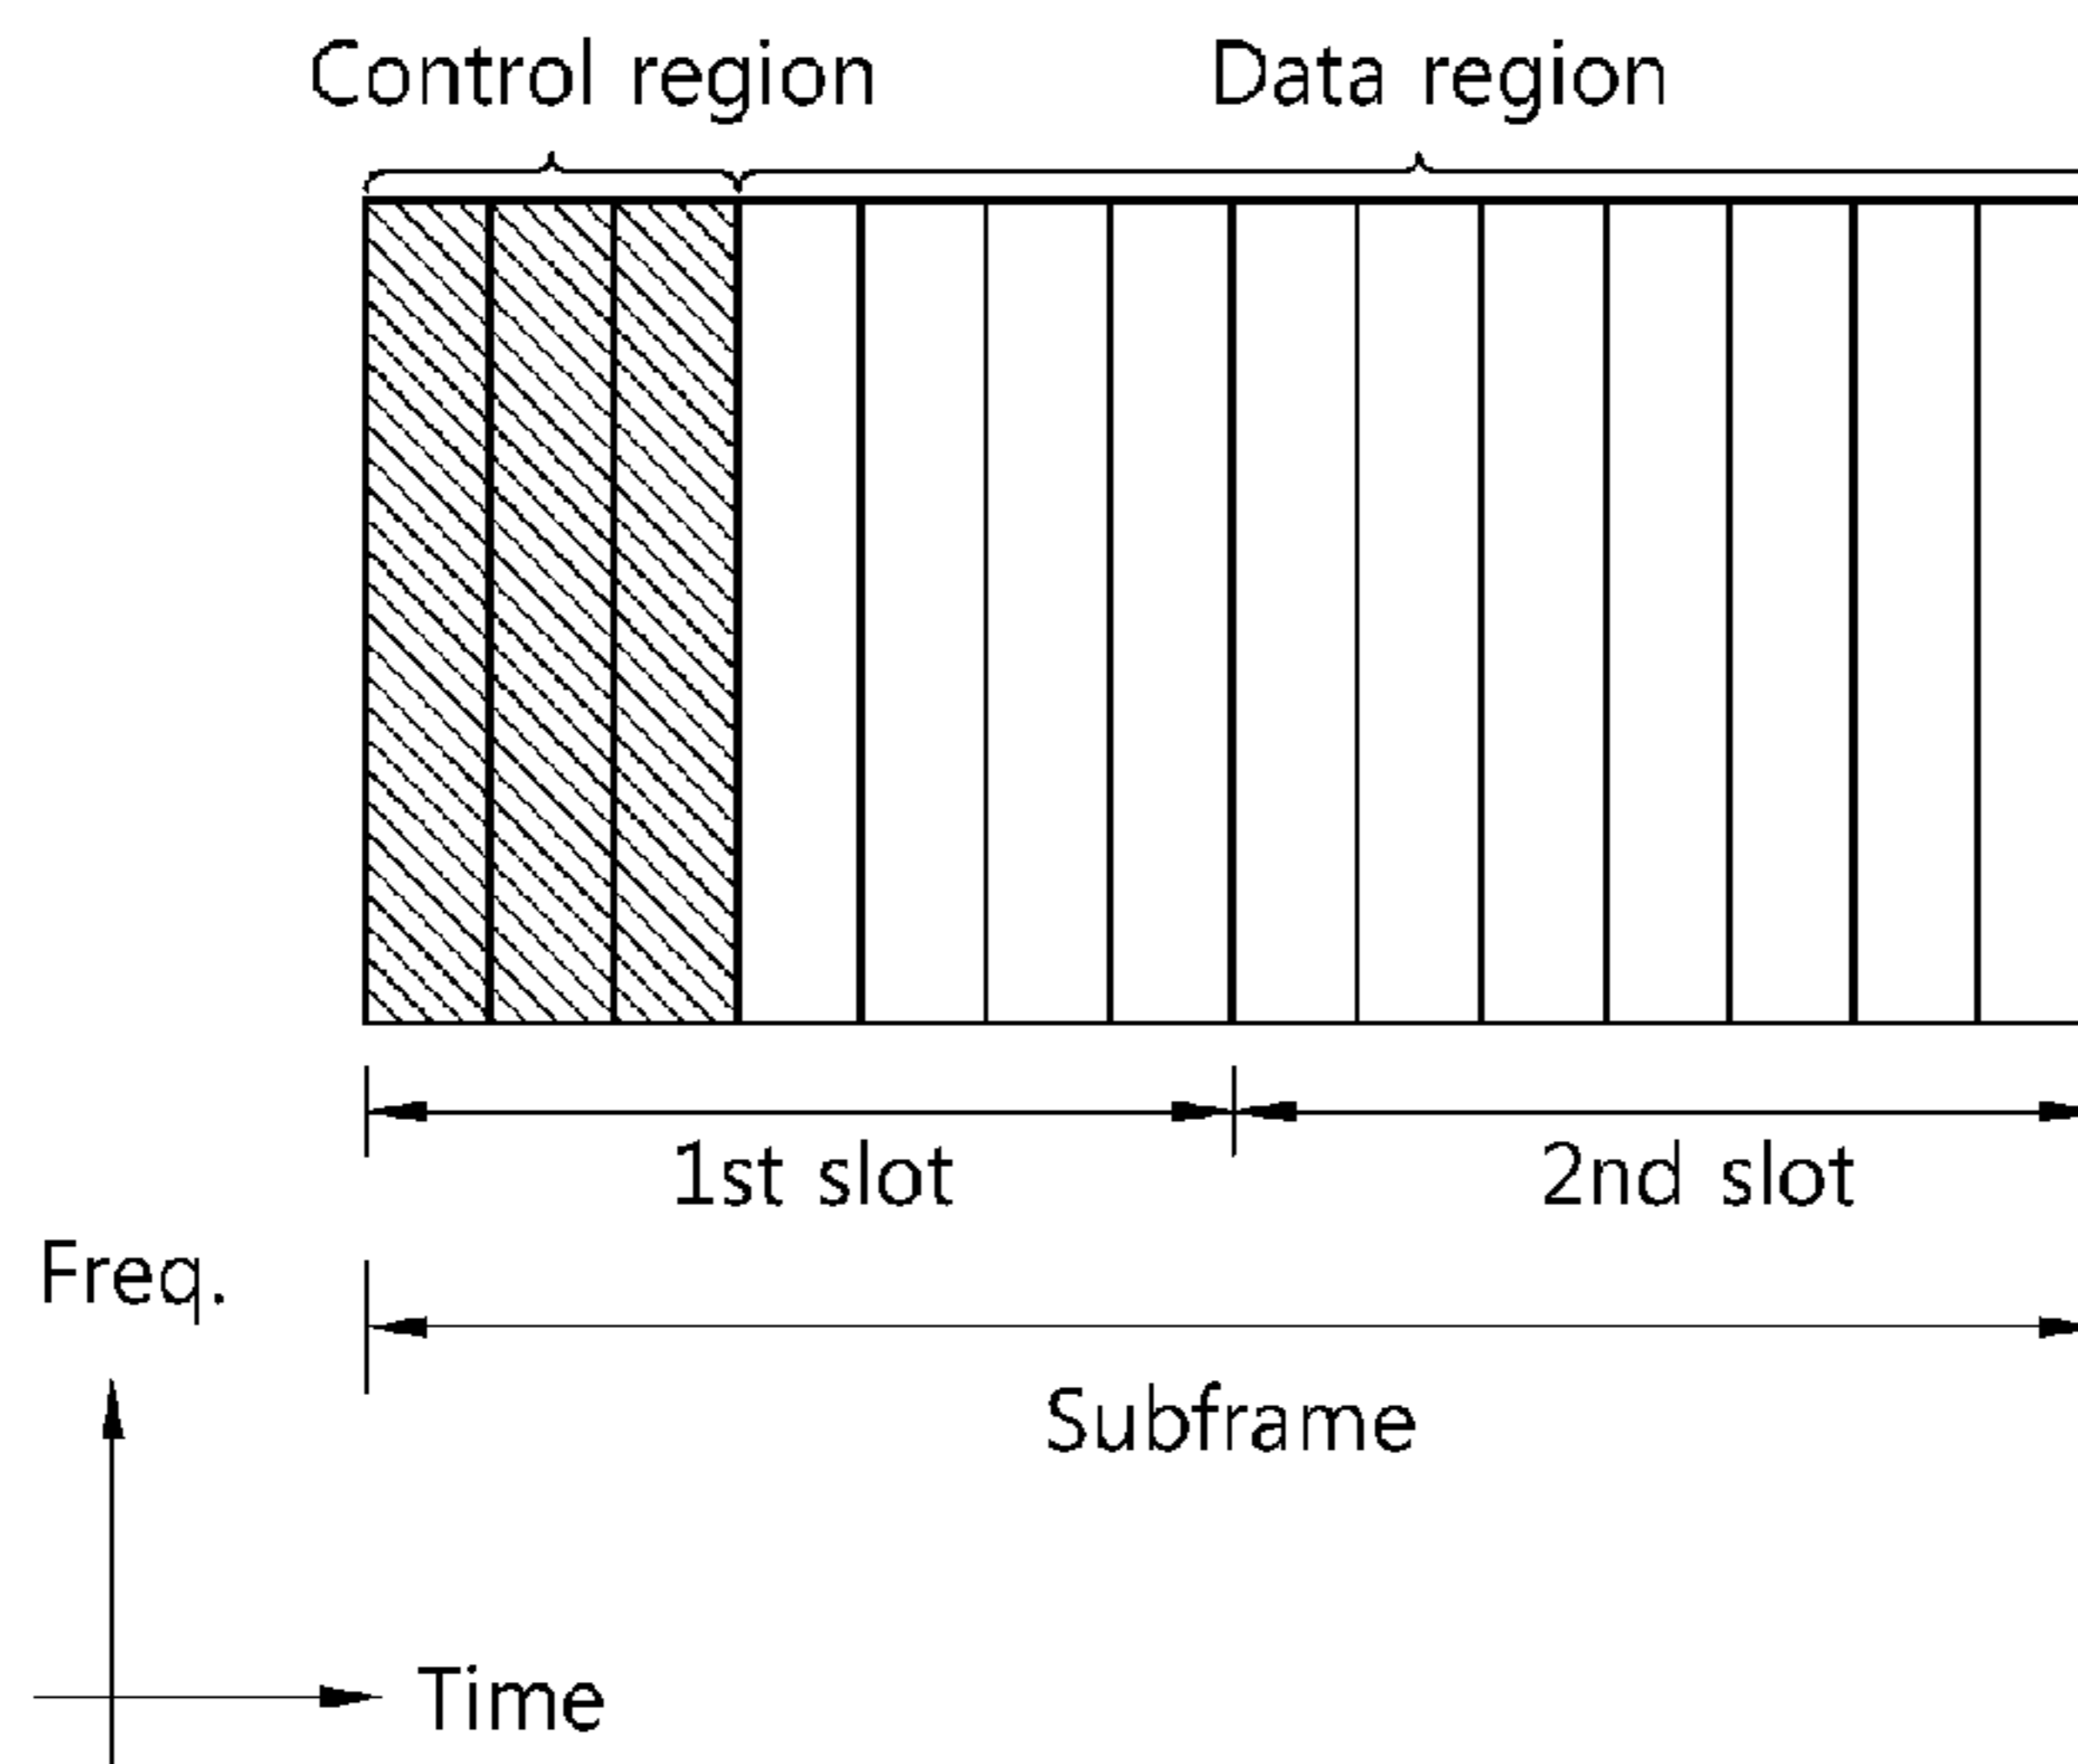 Control region
Data region
1st slot
2nd slot
Freq.
Subframe
Time